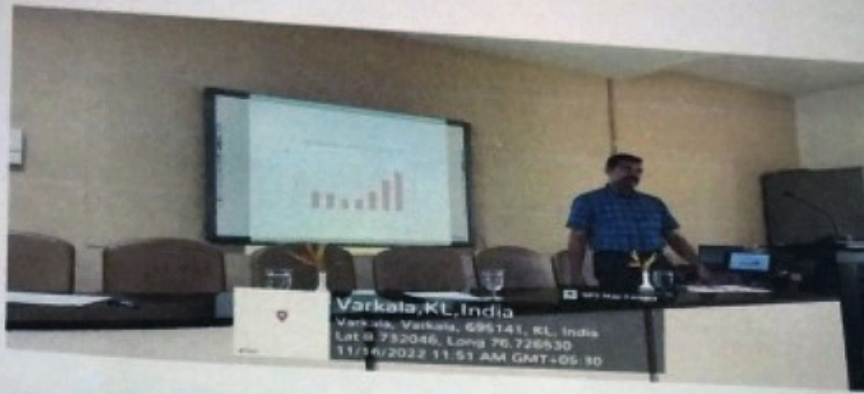 Varkala,KL,India
Varkala, Varkala, 695141, KL, India
Lat 8.732046, Long 76.726530
11/16/2022 11:51 AM GMT+05:30